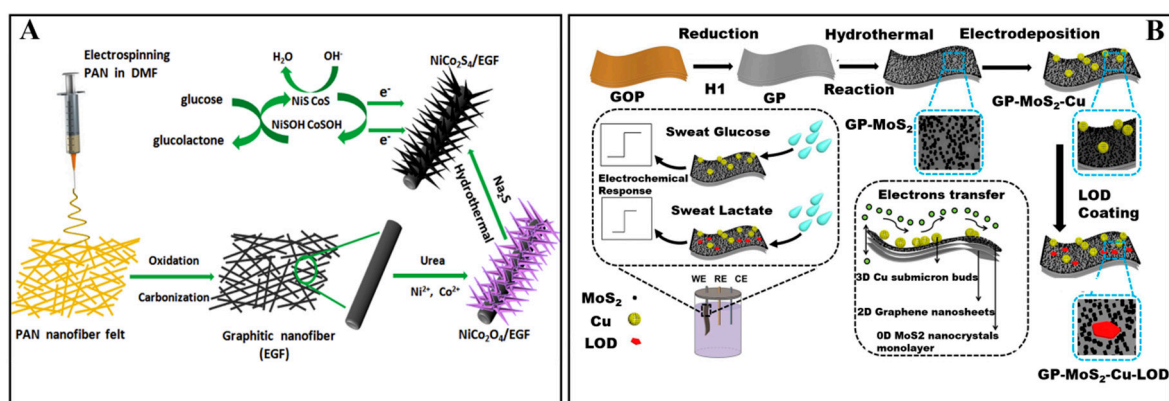 A
Electrospinning
PAN in DMF
H₂O
OH⁻
NiCo₂S₄/EGF
glucose
NiS CoS
e⁻
glucolactone
NiSOH CoSOH
e⁻
Na₂S
Hydrothermal
Oxidation
Carbonization
Urea
Ni²⁺, Co²⁺
PAN nanofiber felt
Graphitic nanofiber
(EGF)
NiCo₂O₄/EGF
B
Reduction
Hydrothermal
Electrodeposition
GOP
H1
GP
Reaction
GP-MoS₂
GP-MoS₂-Cu
Sweat Glucose
Electrochemical
Response
Sweat Lactate
Electrons transfer
3D Cu submicron buds
2D Graphene nanosheets
0D MoS2 nanocrystals
monolayer
LOD
Coating
WE RE CE
MoS₂
Cu
LOD
GP-MoS₂-Cu-LOD